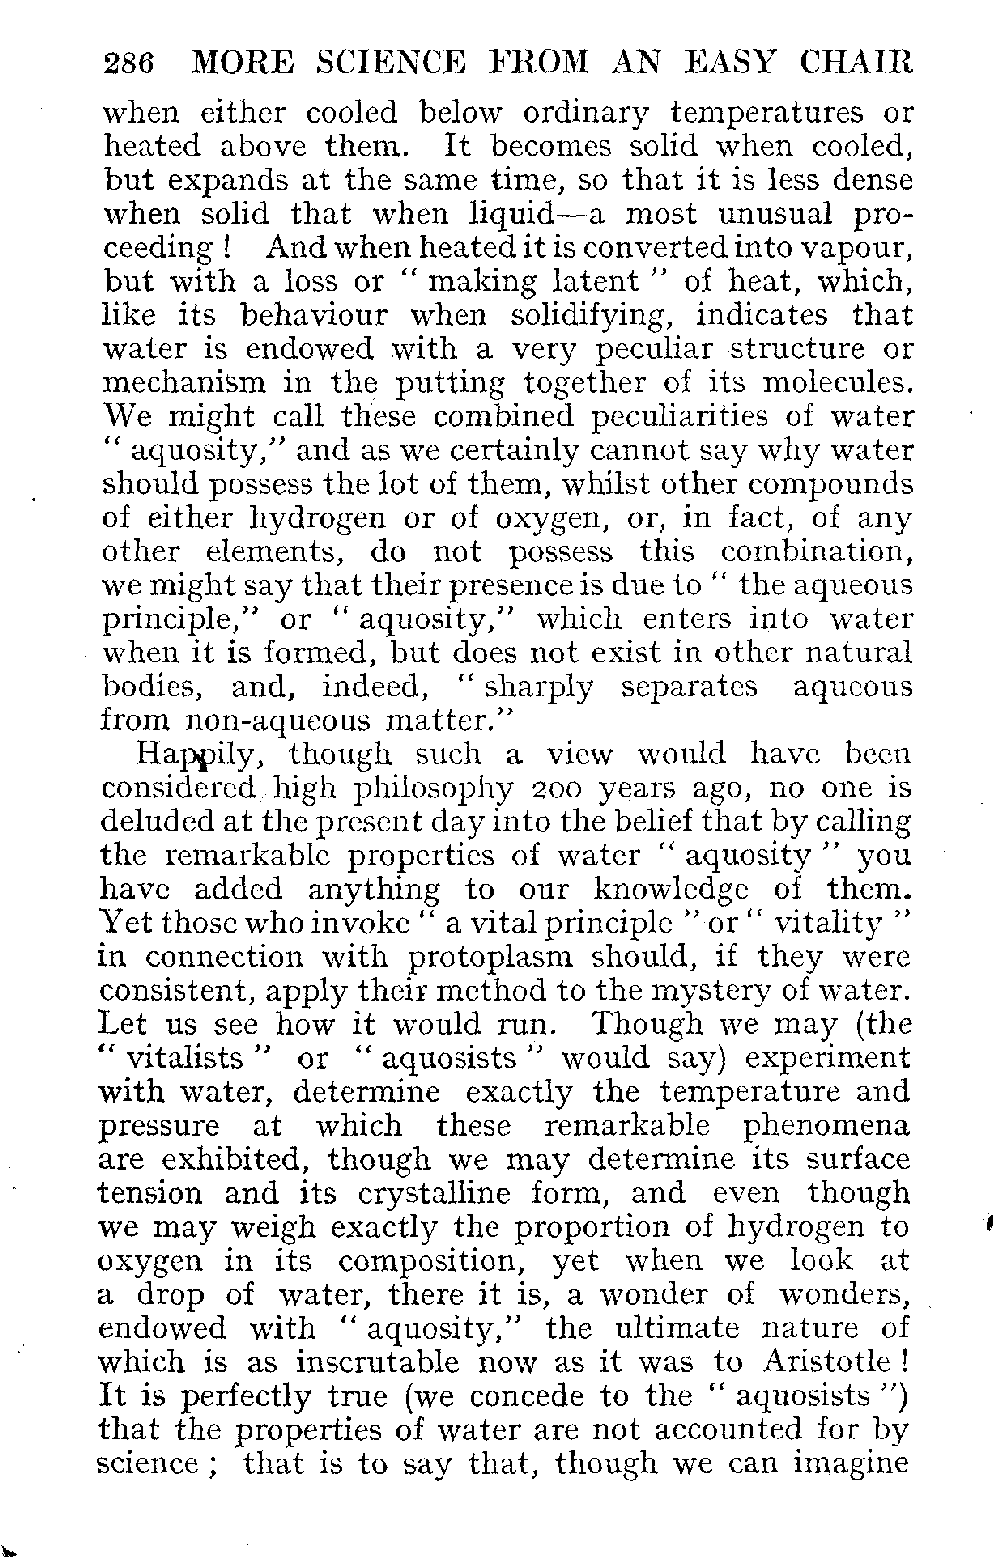 286 MORE SCIENCE FROM AN EASY CHAIR
when either cooled below ordinary temperatures or
heated above them. It becomes solid when cooled,
but expands at the same time, so that it is less dense
when solid that when liquid—a most unusual pro-
ceeding ! And when heated it is converted into vapour,
but with a loss or “ making latent ” of heat, which,
like its behaviour when solidifying, indicates that
water is endowed with a very peculiar structure or
mechanism in the putting together of its molecules.
We might call these combined peculiarities of water
“ aquosity,” and as we certainly cannot say why water
should possess the lot of them, whilst other compounds
of either hydrogen or of oxygen, or, in fact, of any
other elements, do not possess this combination,
we might say that their presence is due to “ the aqueous
principle,” or “ aquosity,” which enters into water
when it is formed, but does not exist in other natural
bodies, and, indeed, “ sharply separates aqueous
from non-aqueous matter.”
Happily, though such a view would have been
considered high philosophy 200 years ago, no one is
deluded at the present day into the belief that by calling
the remarkable properties of water “ aquosity ” you
have added anything to our knowledge of them.
Yet those who invoke “ a vital principle ” or “ vitality ”
in connection with protoplasm should, if they were
consistent, apply their method to the mystery of water.
Let us see how it would run. Though we may (the
“ vitalists ” or “ aquosists ” would say) experiment
with water, determine exactly the temperature and
pressure at which these remarkable phenomena
are exhibited, though we may determine its surface
tension and its crystalline form, and even though
we may weigh exactly the proportion of hydrogen to
oxygen in its composition, yet when we look at
a drop of water, there it is, a wonder of wonders,
endowed with “ aquosity,” the ultimate nature of
which is as inscrutable now as it was to Aristotle !
It is perfectly true (we concede to the “ aquosists ”)
that the properties of water are not accounted for by
science ; that is to say that, though we can imagine